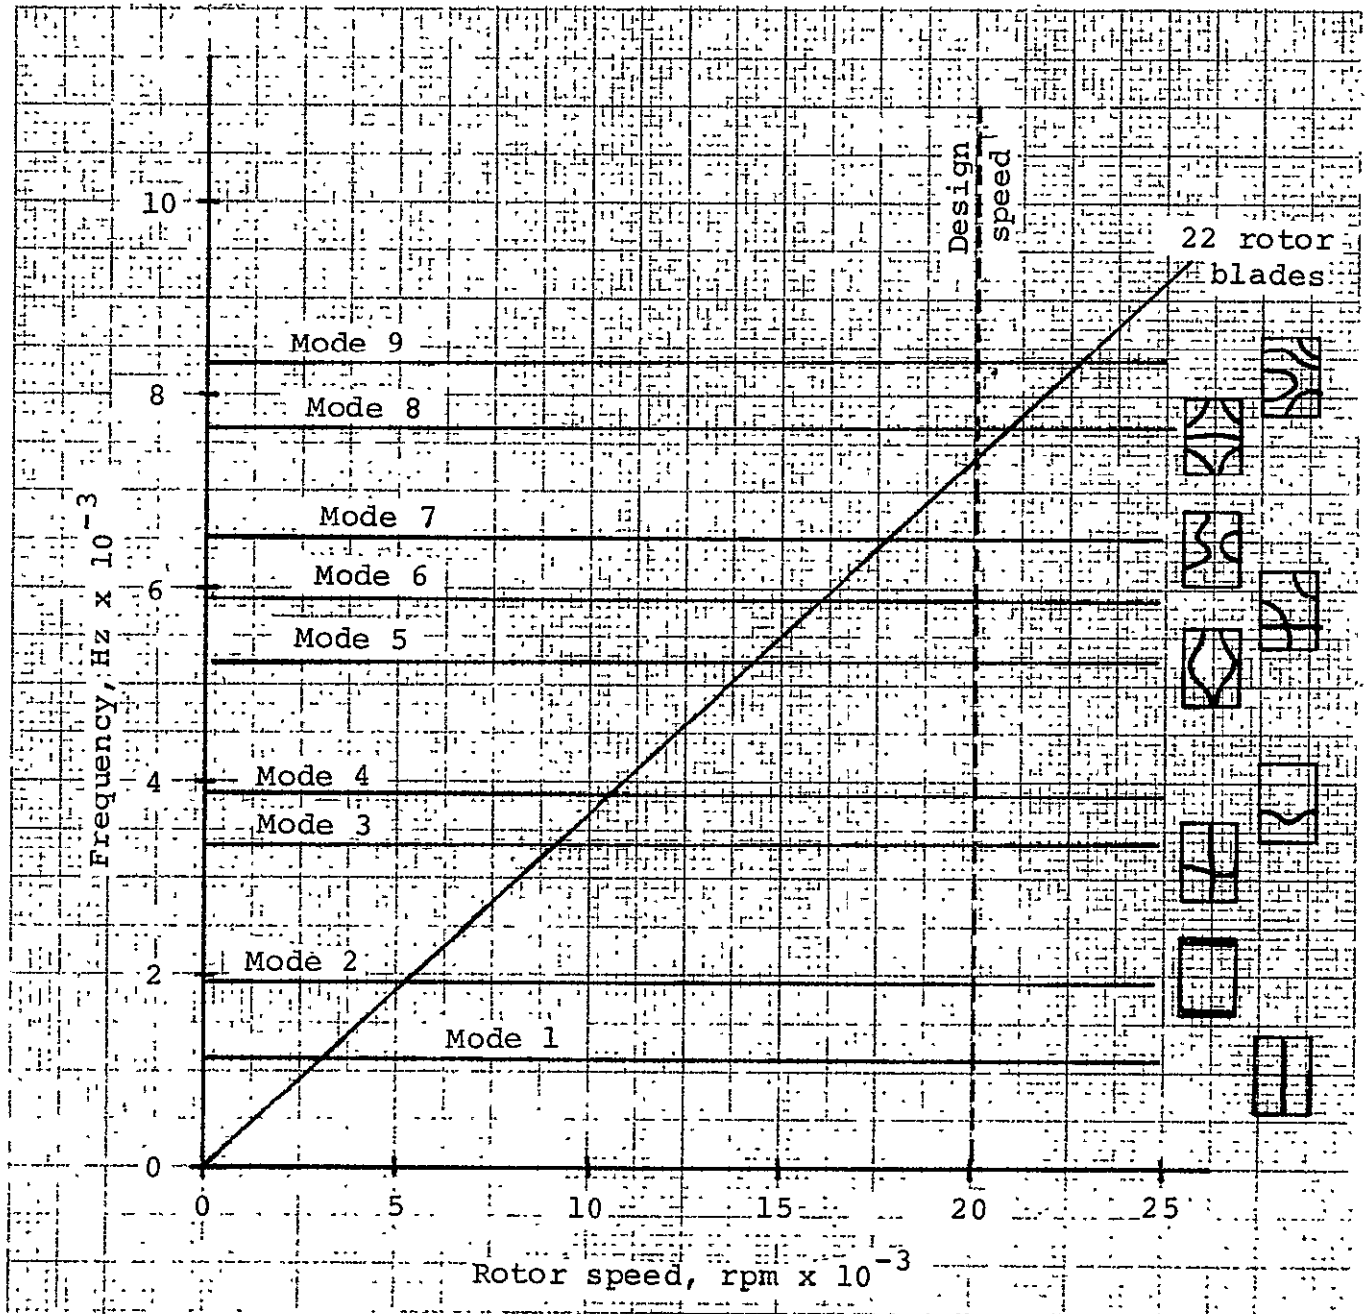 Design
speed
22 rotor
blades
10
8
6
4
2
0
Mode 9
Mode 8
Mode 7
Mode 6
Mode 5
Mode 4
Mode 3
Mode 2
Mode 1
Frequency, Hz x 10⁻³
0 5 10 15 20 25
Rotor speed, rpm x 10⁻³